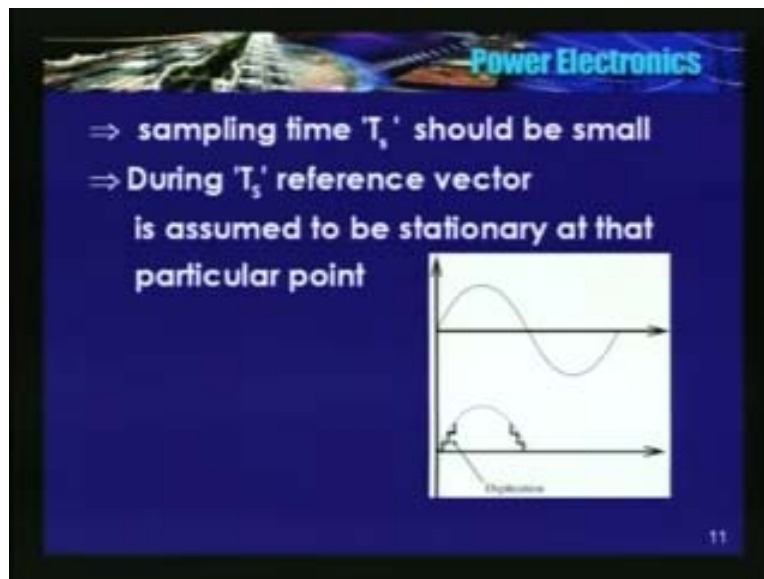 Power Electronics
⇒ sampling time 'Ts' should be small
⇒ During 'Ts' reference vector
is assumed to be stationary at that
particular point
11